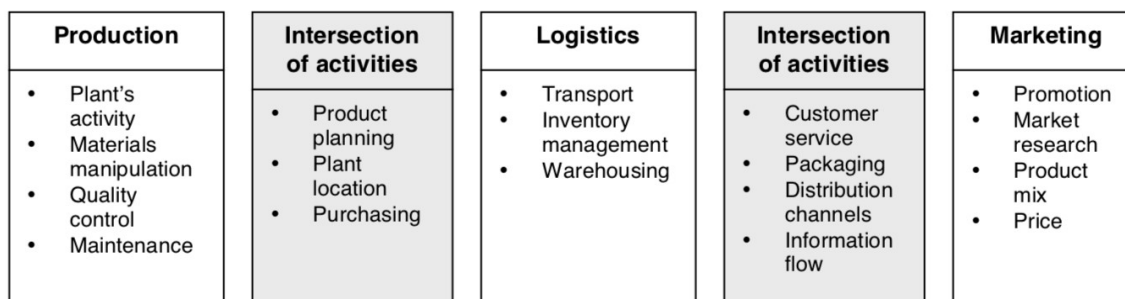 Production
• Plant's
activity
• Materials
manipulation
• Quality
control
• Maintenance
Intersection
of activities
• Product
planning
• Plant
location
• Purchasing
Logistics
• Transport
• Inventory
management
• Warehousing
Intersection
of activities
• Customer
service
• Packaging
• Distribution
channels
• Information
flow
Marketing
• Promotion
• Market
research
• Product
mix
• Price